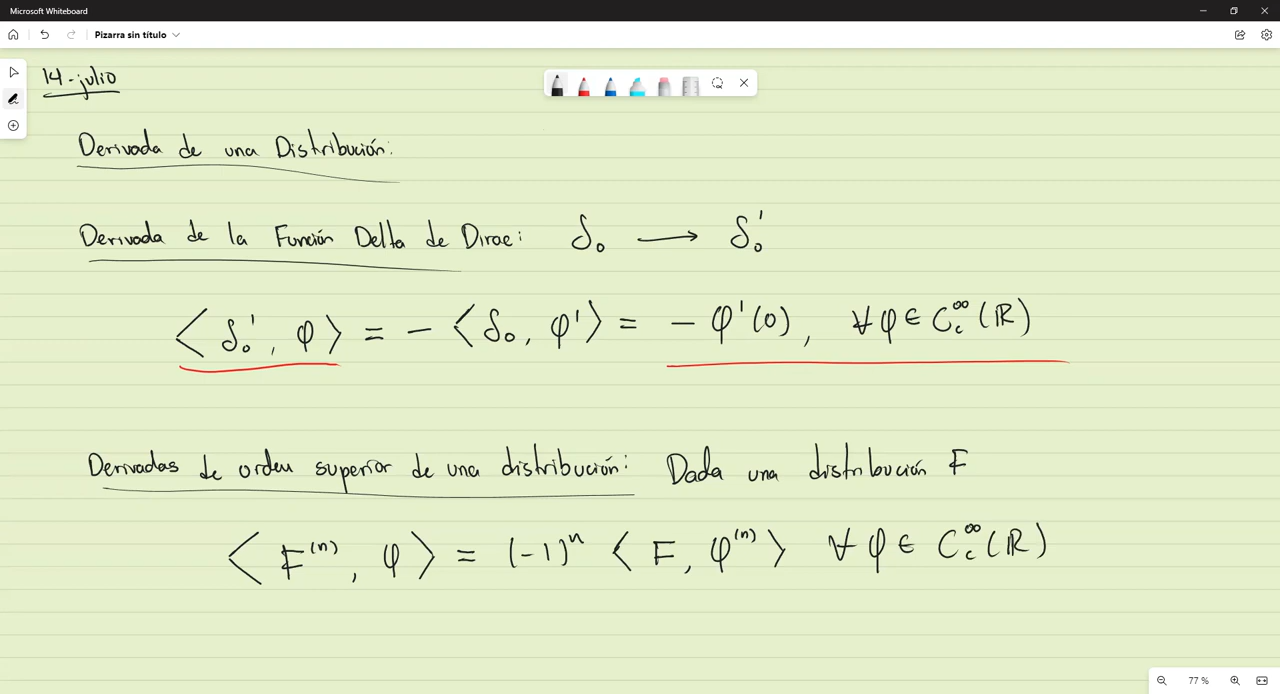 Microsoft Whiteboard
Pizarra sin título
14-julio
Derivada de una Distribución:
Derivada de la Función Delta de Dirac: δ₀ ⟶ δ₀'
⟨δ₀', φ⟩ = - ⟨δ₀, φ'⟩ = - φ'(0), ∀ φ ∈ C_c^∞(ℝ)
Derivadas de orden superior de una distribución: Dada una distribución F
⟨F⁽ⁿ⁾, φ⟩ = (-1)ⁿ ⟨F, φ⁽ⁿ⁾⟩ ∀ φ ∈ C_c^∞(ℝ)
77 %